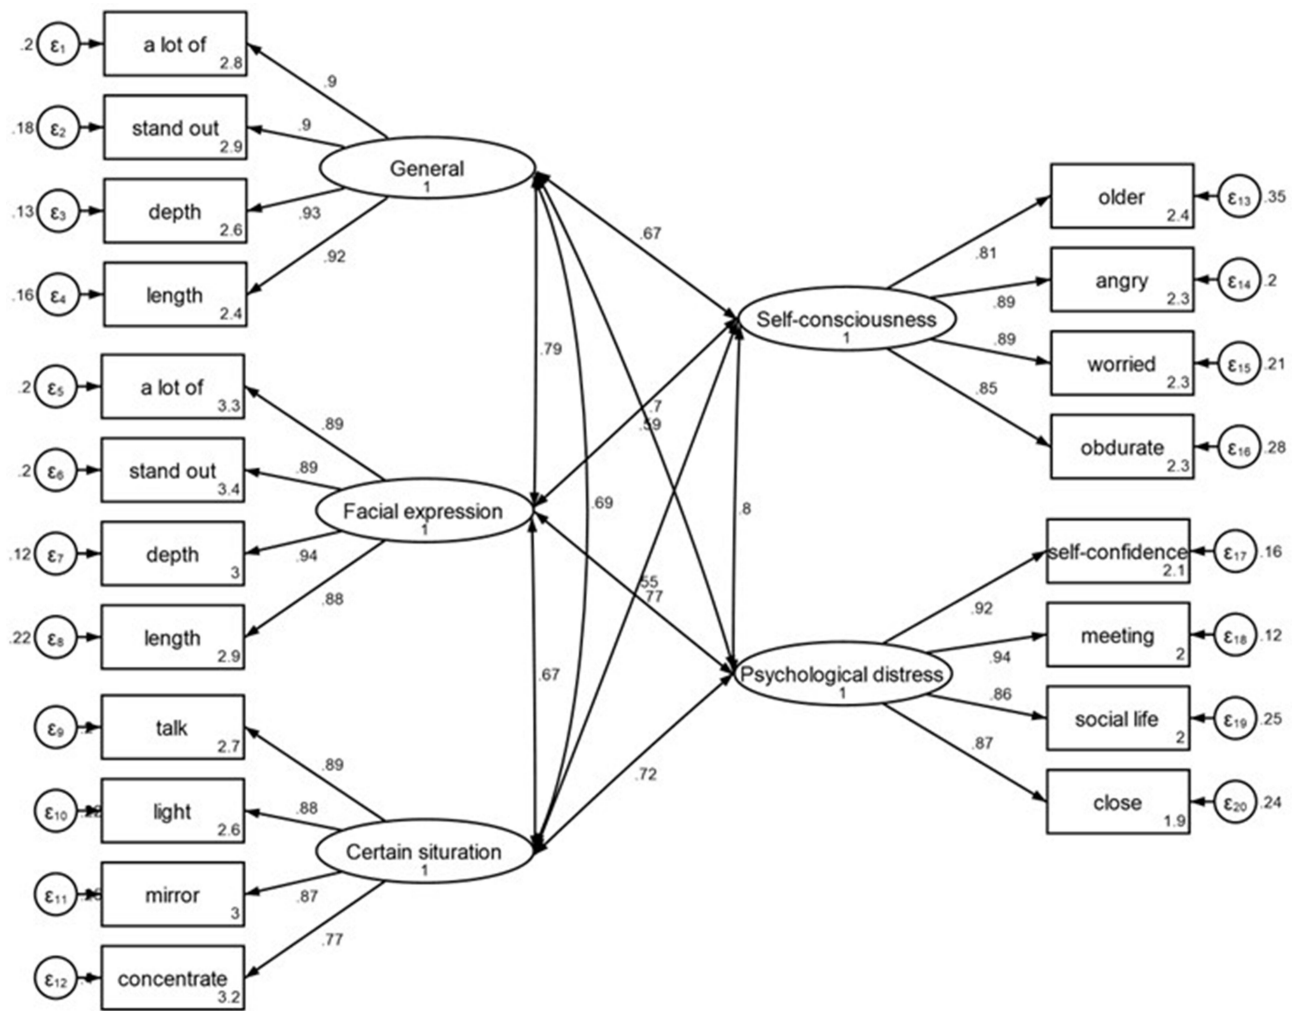 .2 ε1 a lot of 2.8
.9
.18 ε2 stand out 2.9
.9
General 1
.13 ε3 depth 2.6
.93
.92
.16 ε4 length 2.4
.2 ε5 a lot of 3.3
.89
.2 ε6 stand out 3.4
.89
Facial expression 1
.12 ε7 depth 3
.94
.88
.22 ε8 length 2.9
ε9 talk 2.7
.89
ε10 light 2.6
.88
Certain situration 1
ε11 mirror 3
.87
.77
ε12 concentrate 3.2
.67
.79
.7
.59
.69
.8
.55
.77
.67
.72
Self-consciousness 1
.81
older 2.4 ε13 .35
.89
angry 2.3 ε14 .2
.89
worried 2.3 ε15 .21
.85
obdurate 2.3 ε16 .28
Psychological distress 1
.92
self-confidence 2.1 ε17 .16
.94
meeting 2 ε18 .12
.86
social life 2 ε19 .25
.87
close 1.9 ε20 .24